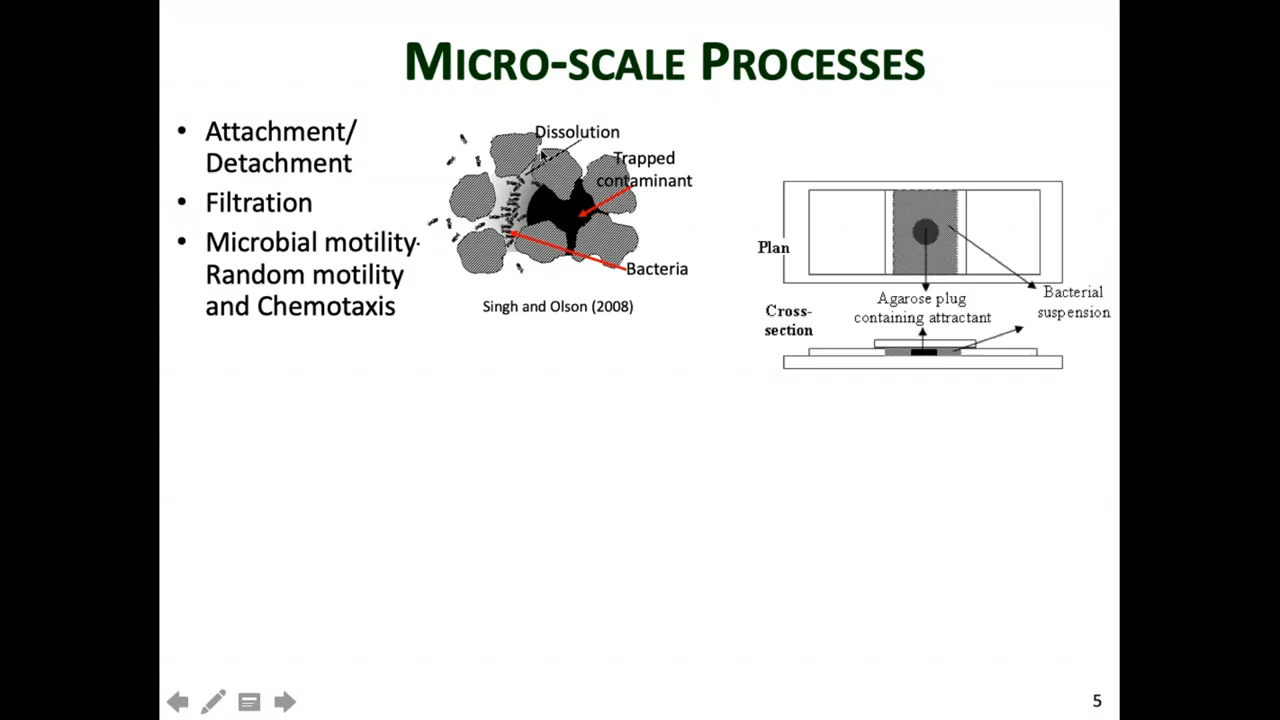 MICRO-SCALE PROCESSES
• Attachment/
Detachment
• Filtration
• Microbial motility-
Random motility
and Chemotaxis
Dissolution
Trapped
contaminant
Bacteria
Singh and Olson (2008)
Plan
Agarose plug
containing attractant
Bacterial
suspension
Cross-
section
5